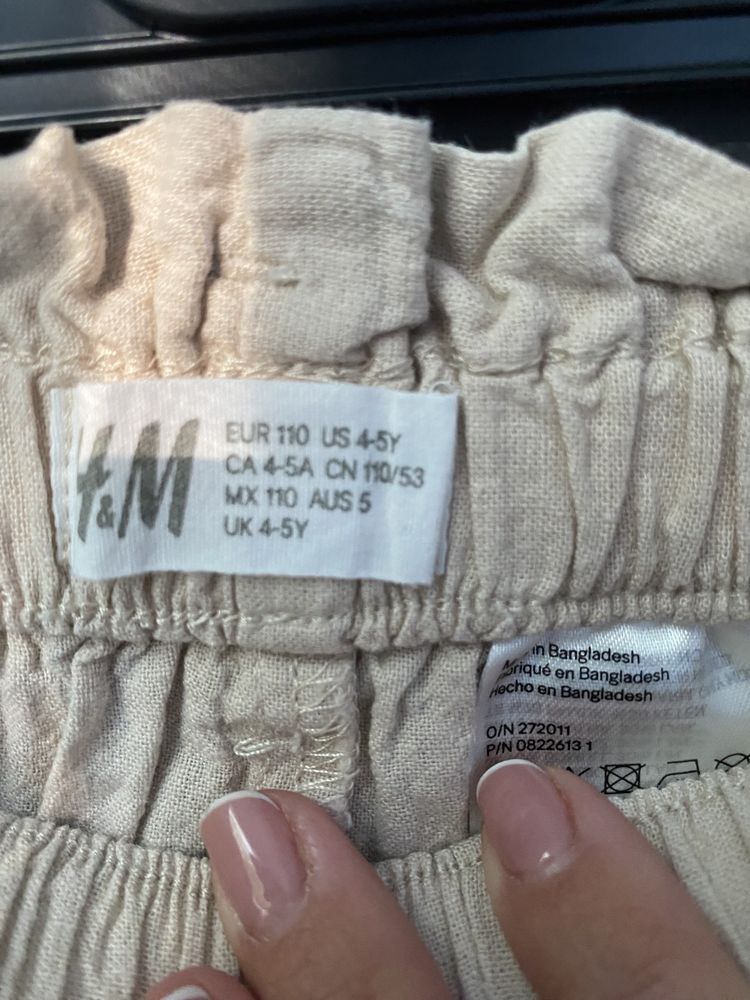 H&M
EUR 110 US 4-5Y
CA 4-5A CN 110/53
MX 110 AUS 5
UK 4-5Y
in Bangladesh
en Bangladesh
Hecho en Bangladesh
O/N 272011
P/N 0822613 1